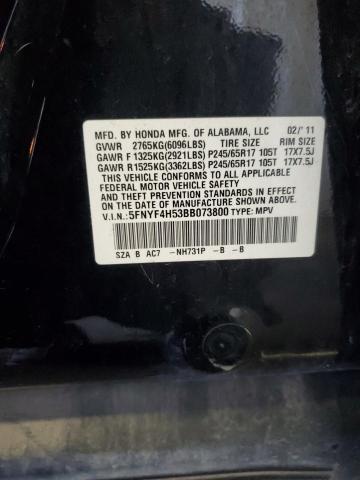 MFD. BY HONDA MFG. OF ALABAMA, LLC 02/'11
GVWR 2765KG(6096LBS) TIRE SIZE RIM SIZE
GAWR F 1325KG(2921LBS) P245/65R17 105T 17X7.5J
GAWR R1525KG(3362LBS) P245/65R17 105T 17X7.5J
THIS VEHICLE CONFORMS TO ALL APPLICABLE
FEDERAL MOTOR VEHICLE SAFETY
AND THEFT PREVENTION STANDARDS IN EFFECT
ON THE DATE OF MANUFACTURE SHOWN ABOVE.
V.I.N: 5FNYF4H53BB073800 TYPE: MPV
SZA B AC7 -NH731P -B -B